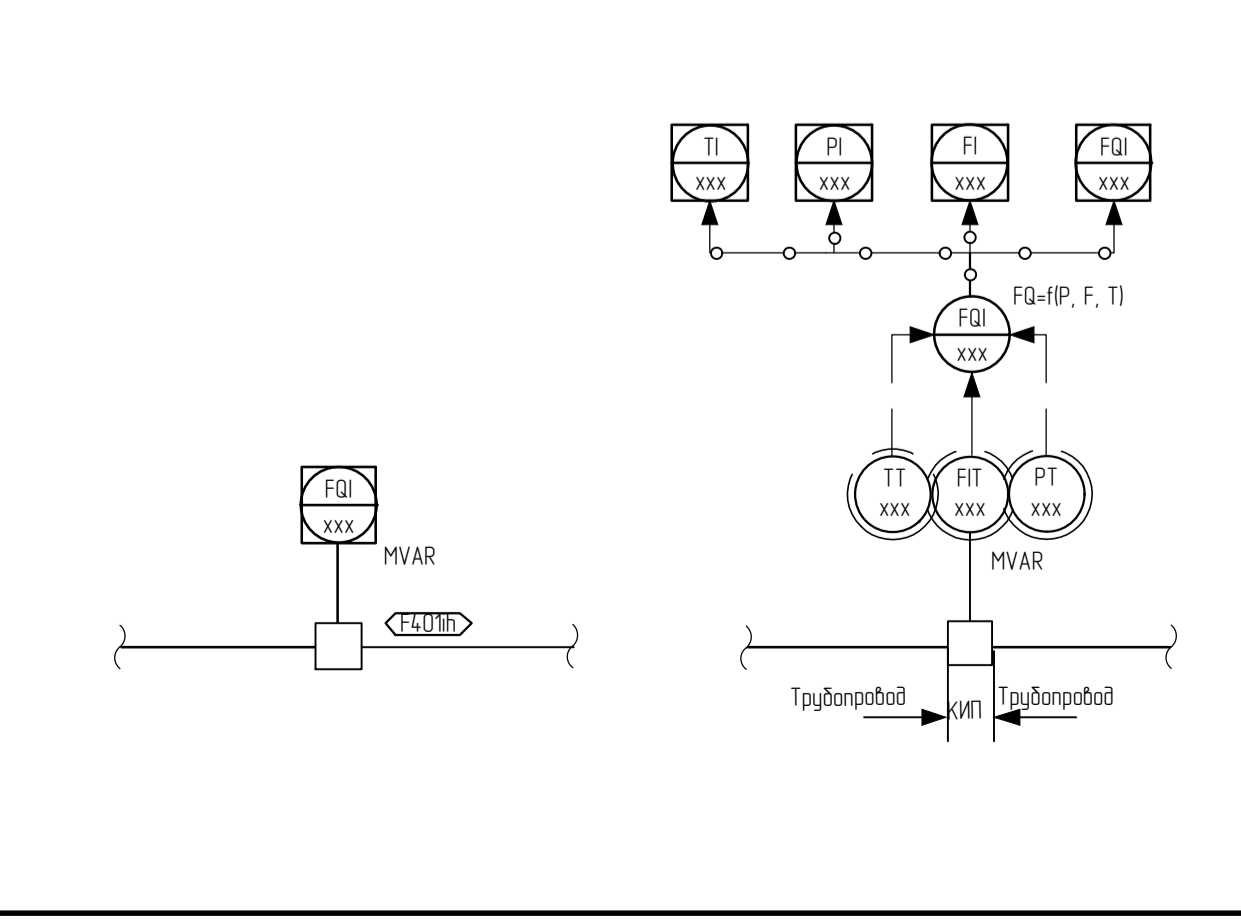 TI
xxx
PI
xxx
FI
xxx
FQI
xxx
FQ=f(P, F, T)
FQI
xxx
TT
xxx
FIT
xxx
PT
xxx
MVAR
FQI
xxx
MVAR
F401ih
Трубопровод
КИП
Трубопровод